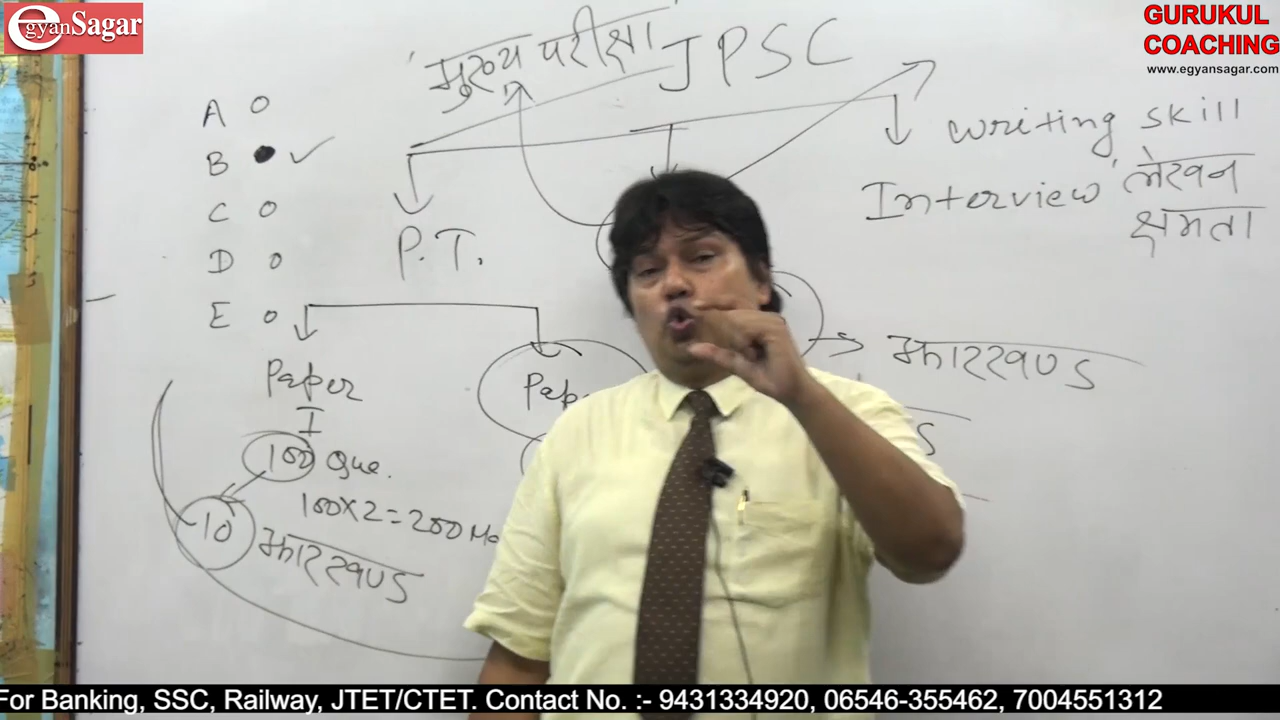 egyanSagar
GURUKUL
COACHING
www.egyansagar.com
मुख्य परीक्षा
JPSC
A
B
C
D
E
Writing skill
Interview
लेखन
क्षमता
P.T.
Paper
I
100 Que.
100x2=200
10 झारखण्ड
झारखण्ड
For Banking, SSC, Railway, JTET/CTET. Contact No. :- 9431334920, 06546-355462, 7004551312